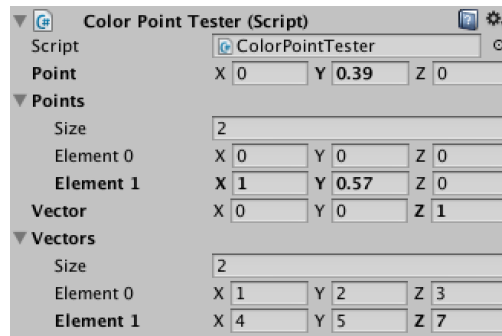 Color Point Tester (Script)
Script ColorPointTester
Point X 0 Y 0.39 Z 0
Points
Size 2
Element 0 X 0 Y 0 Z 0
Element 1 X 1 Y 0.57 Z 0
Vector X 0 Y 0 Z 1
Vectors
Size 2
Element 0 X 1 Y 2 Z 3
Element 1 X 4 Y 5 Z 7